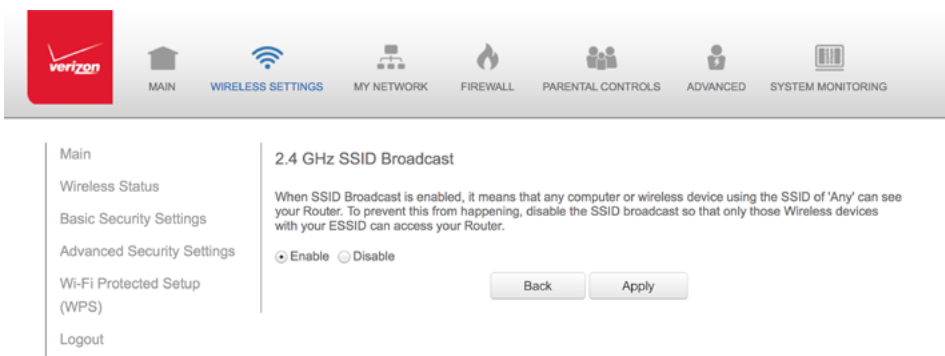 verizon
MAIN
WIRELESS SETTINGS
MY NETWORK
FIREWALL
PARENTAL CONTROLS
ADVANCED
SYSTEM MONITORING
Main
Wireless Status
Basic Security Settings
Advanced Security Settings
Wi-Fi Protected Setup
(WPS)
Logout
2.4 GHz SSID Broadcast
When SSID Broadcast is enabled, it means that any computer or wireless device using the SSID of 'Any' can see
your Router. To prevent this from happening, disable the SSID broadcast so that only those Wireless devices
with your ESSID can access your Router.
Enable Disable
Back Apply